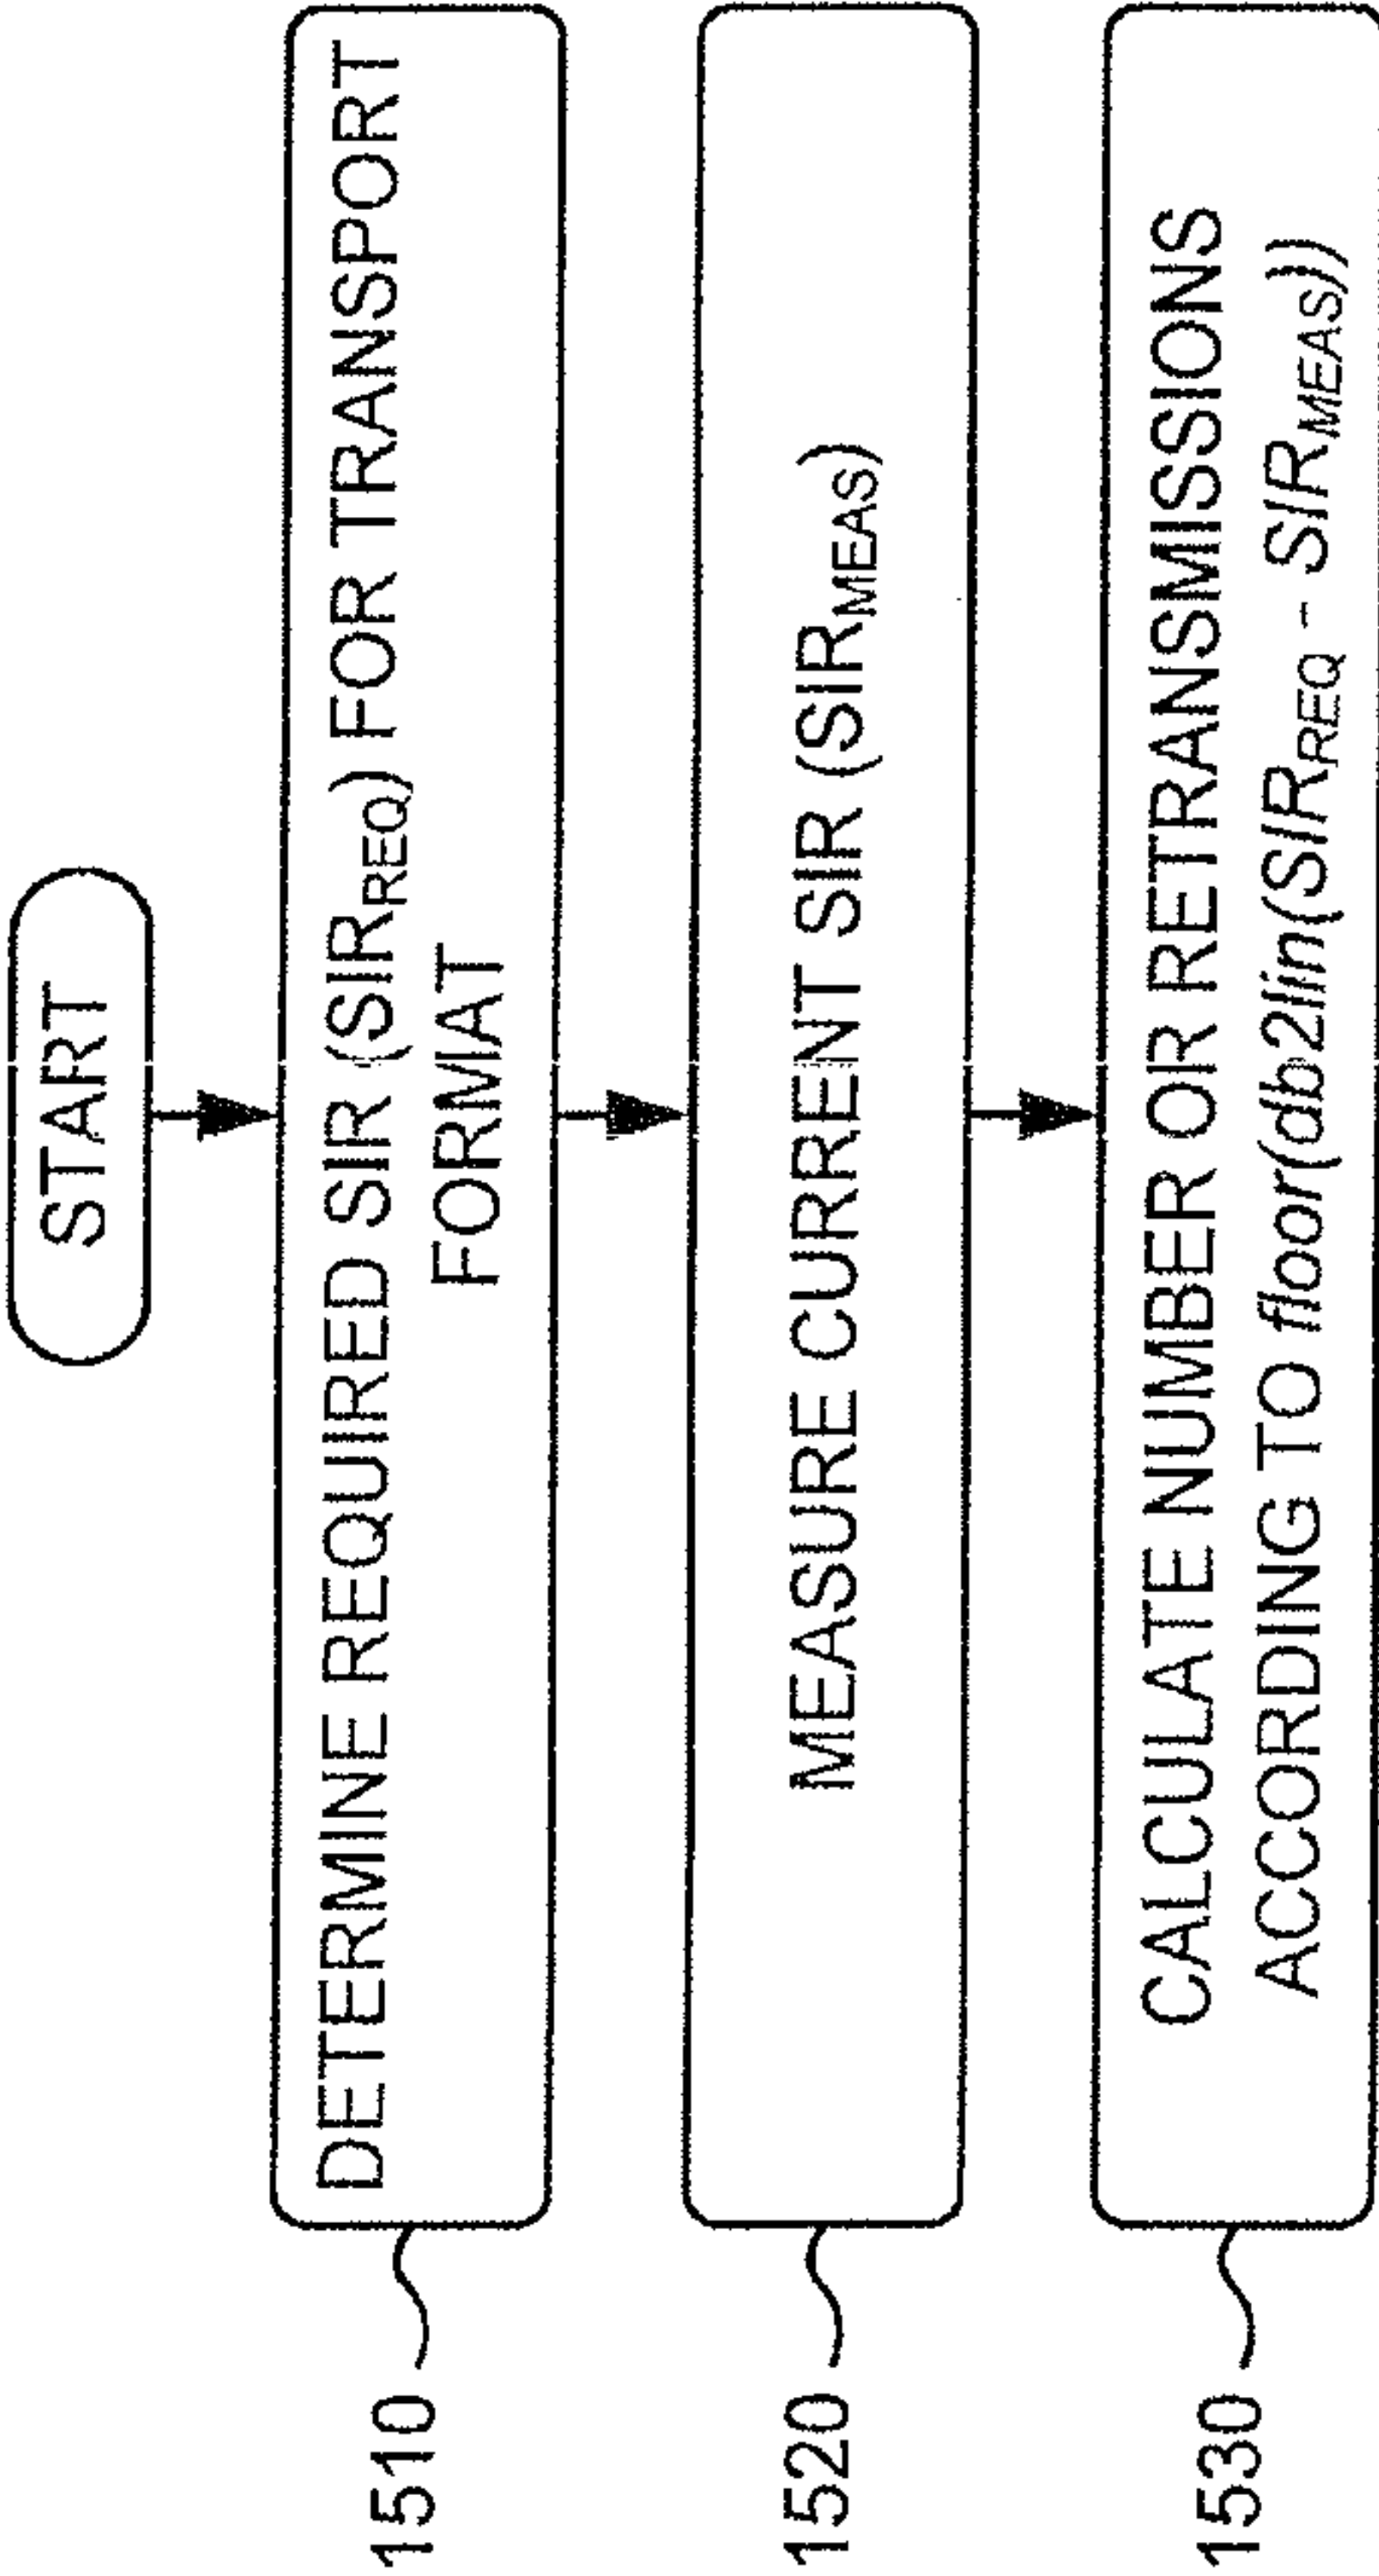 START
1510
DETERMINE REQUIRED SIR (SIR_REQ) FOR TRANSPORT
FORMAT
1520
MEASURE CURRENT SIR (SIR_MEAS)
1530
CALCULATE NUMBER OR RETRANSMISSIONS
ACCORDING TO floor(db2lin(SIR_REQ - SIR_MEAS))